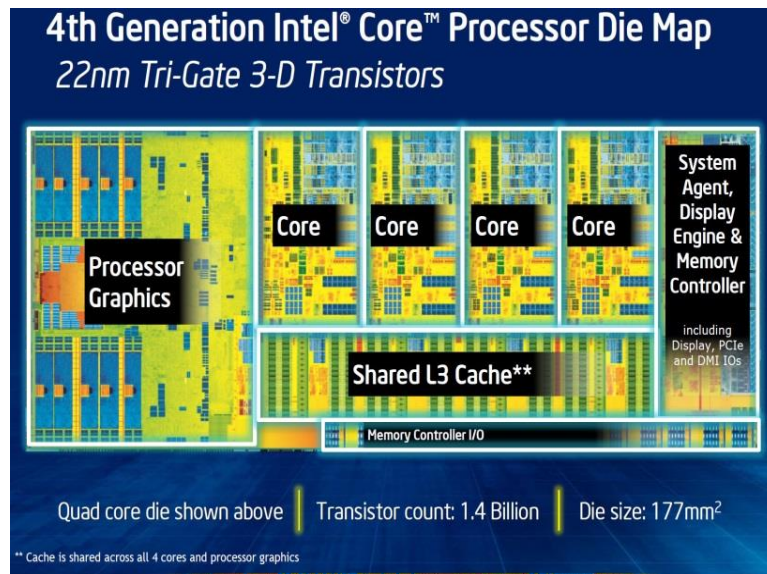 4th Generation Intel® Core™ Processor Die Map
22nm Tri-Gate 3-D Transistors
Processor
Graphics
Core
Core
Core
Core
System
Agent,
Display
Engine &
Memory
Controller
including
Display, PCIe
and DMI IOs
Shared L3 Cache**
Memory Controller I/O
Quad core die shown above
Transistor count: 1.4 Billion
Die size: 177mm²
** Cache is shared across all 4 cores and processor graphics